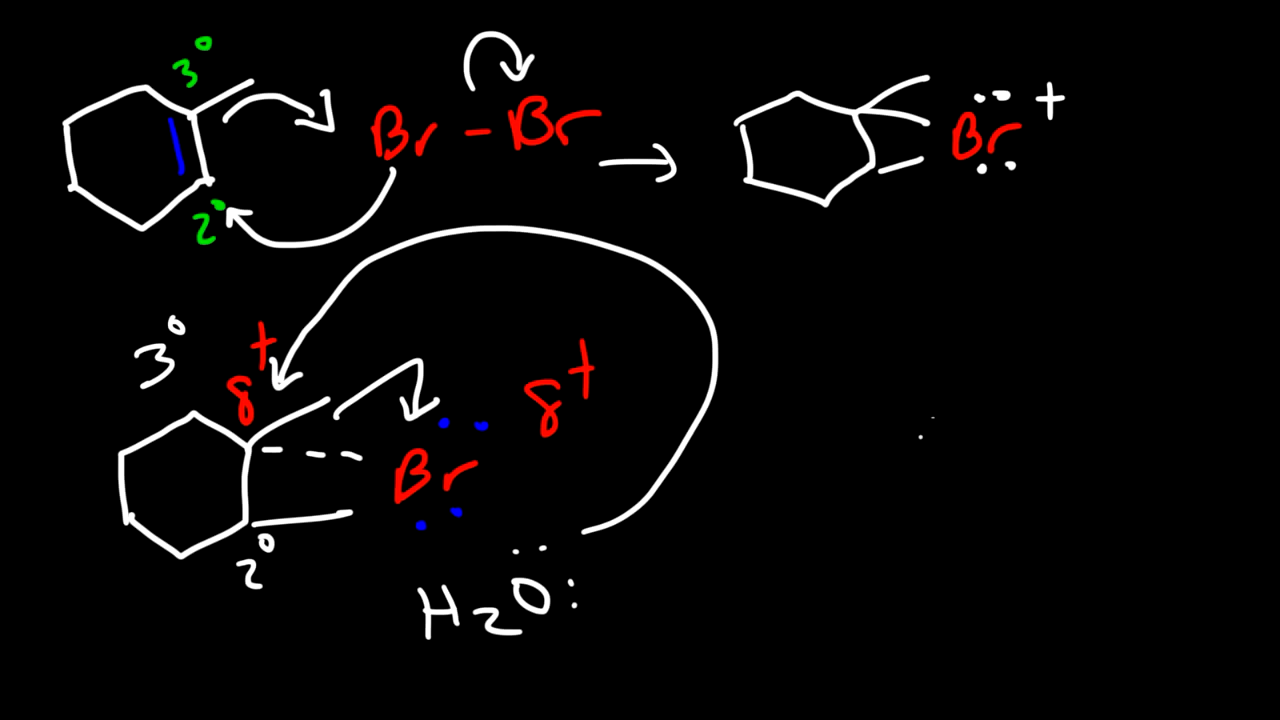 3°
Br - Br → Br +
2°
3° δ+ δ+
Br
2°
H2O: